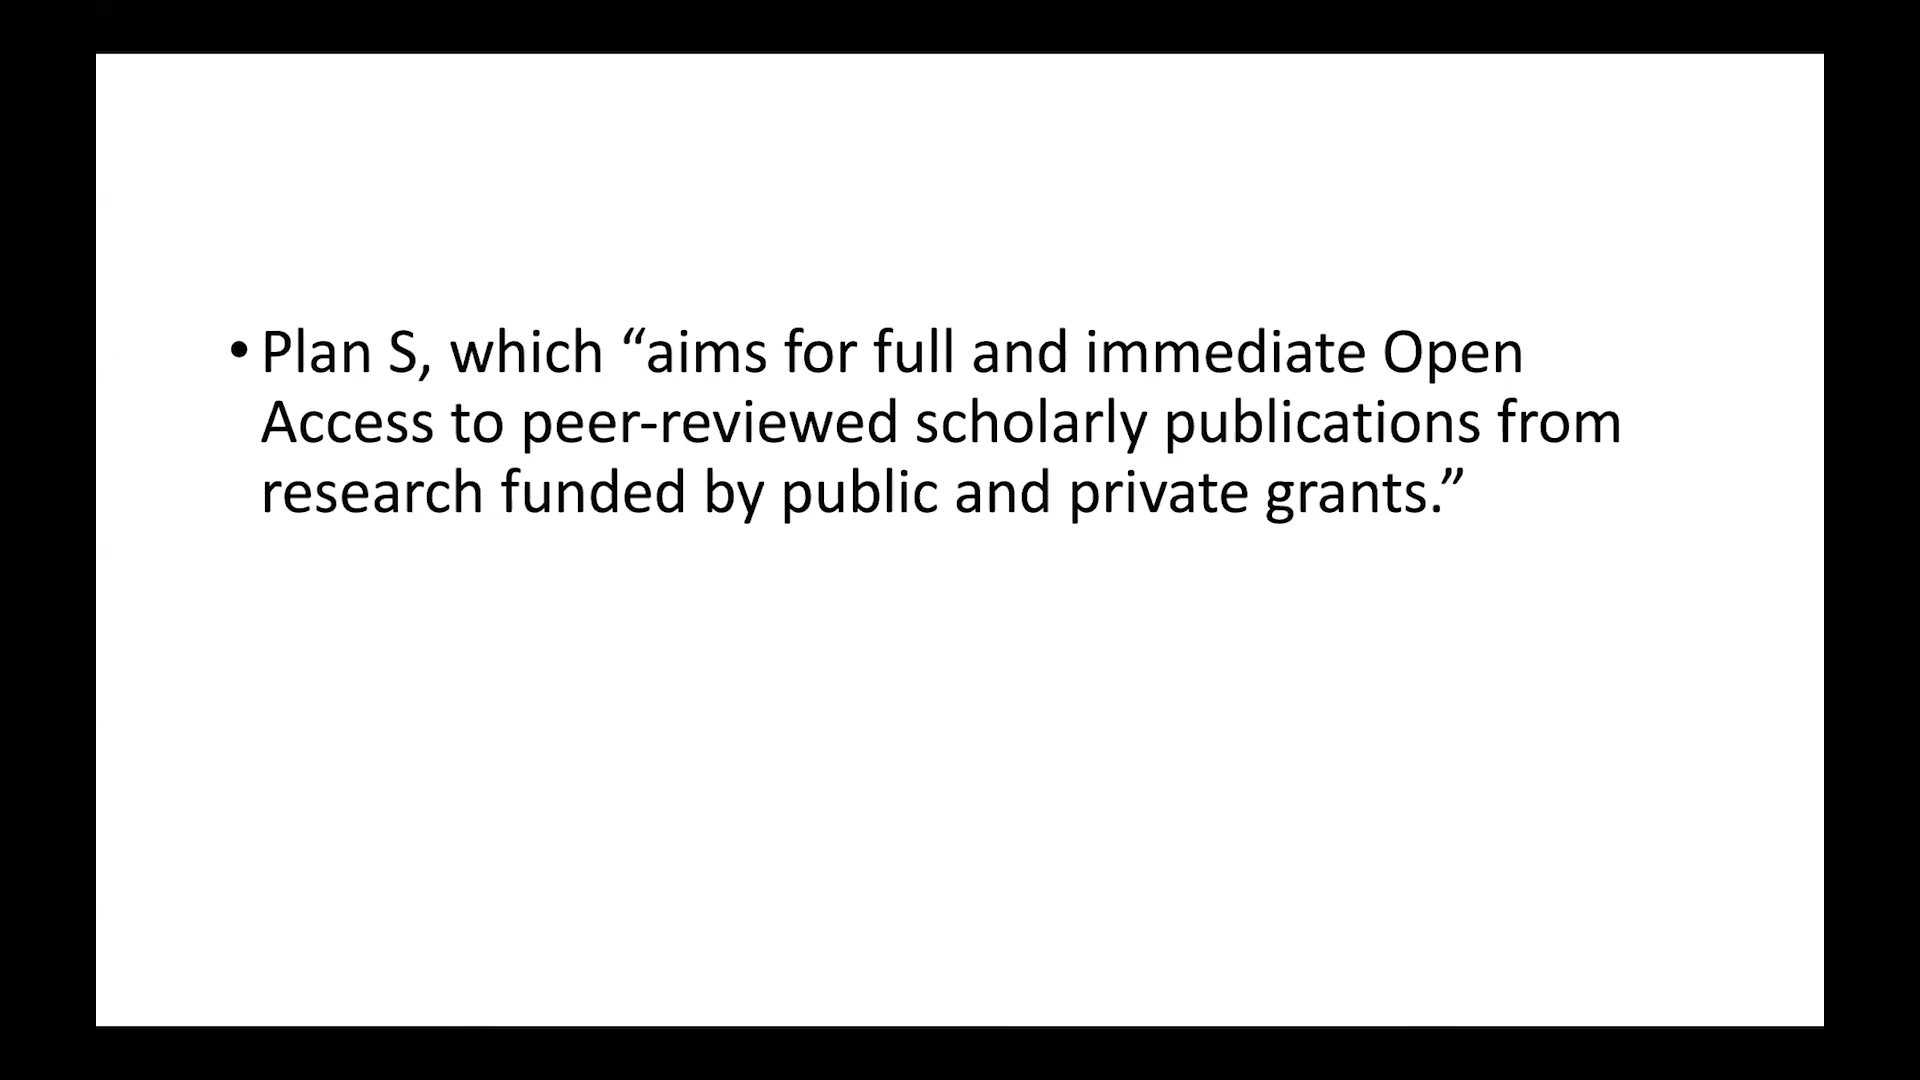 • Plan S, which “aims for full and immediate Open
Access to peer-reviewed scholarly publications from
research funded by public and private grants.”